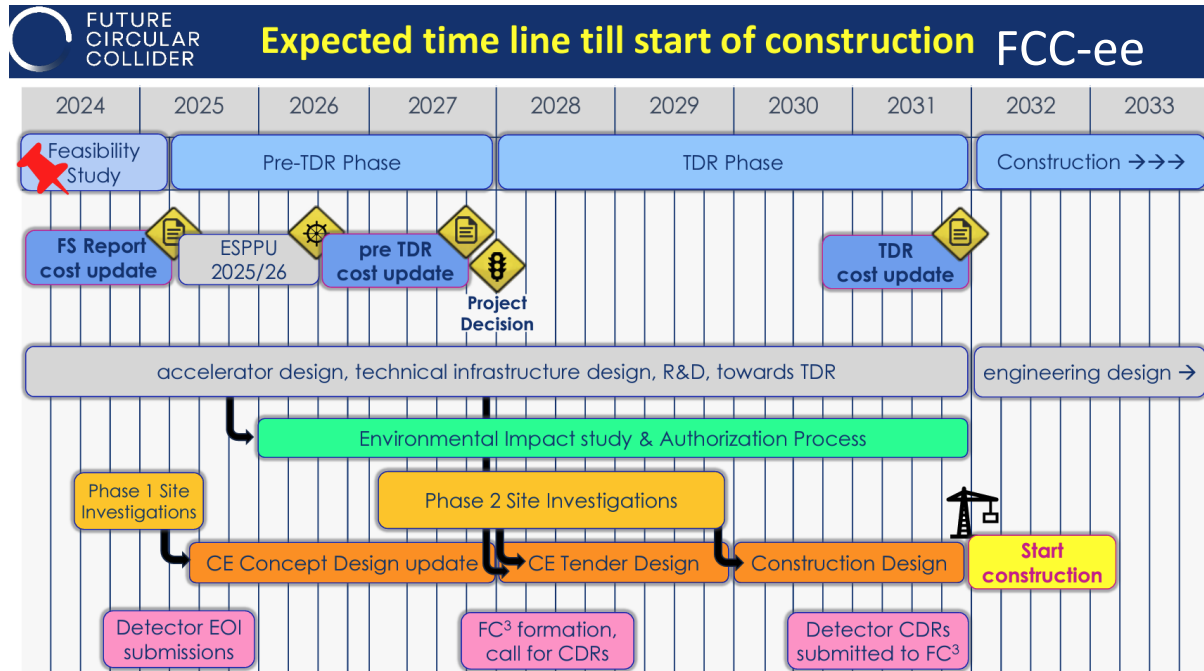 FUTURE
CIRCULAR
COLLIDER
Expected time line till start of construction FCC-ee
2024 2025 2026 2027 2028 2029 2030 2031 2032 2033
Feasibility
Study
Pre-TDR Phase
TDR Phase
Construction →→→
FS Report
cost update
ESPPU
2025/26
pre TDR
cost update
Project
Decision
TDR
cost update
accelerator design, technical infrastructure design, R&D, towards TDR
engineering design →
Environmental Impact study & Authorization Process
Phase 1 Site
Investigations
Phase 2 Site Investigations
CE Concept Design update
CE Tender Design
Construction Design
Start
construction
Detector EOI
submissions
FC³ formation,
call for CDRs
Detector CDRs
submitted to FC³